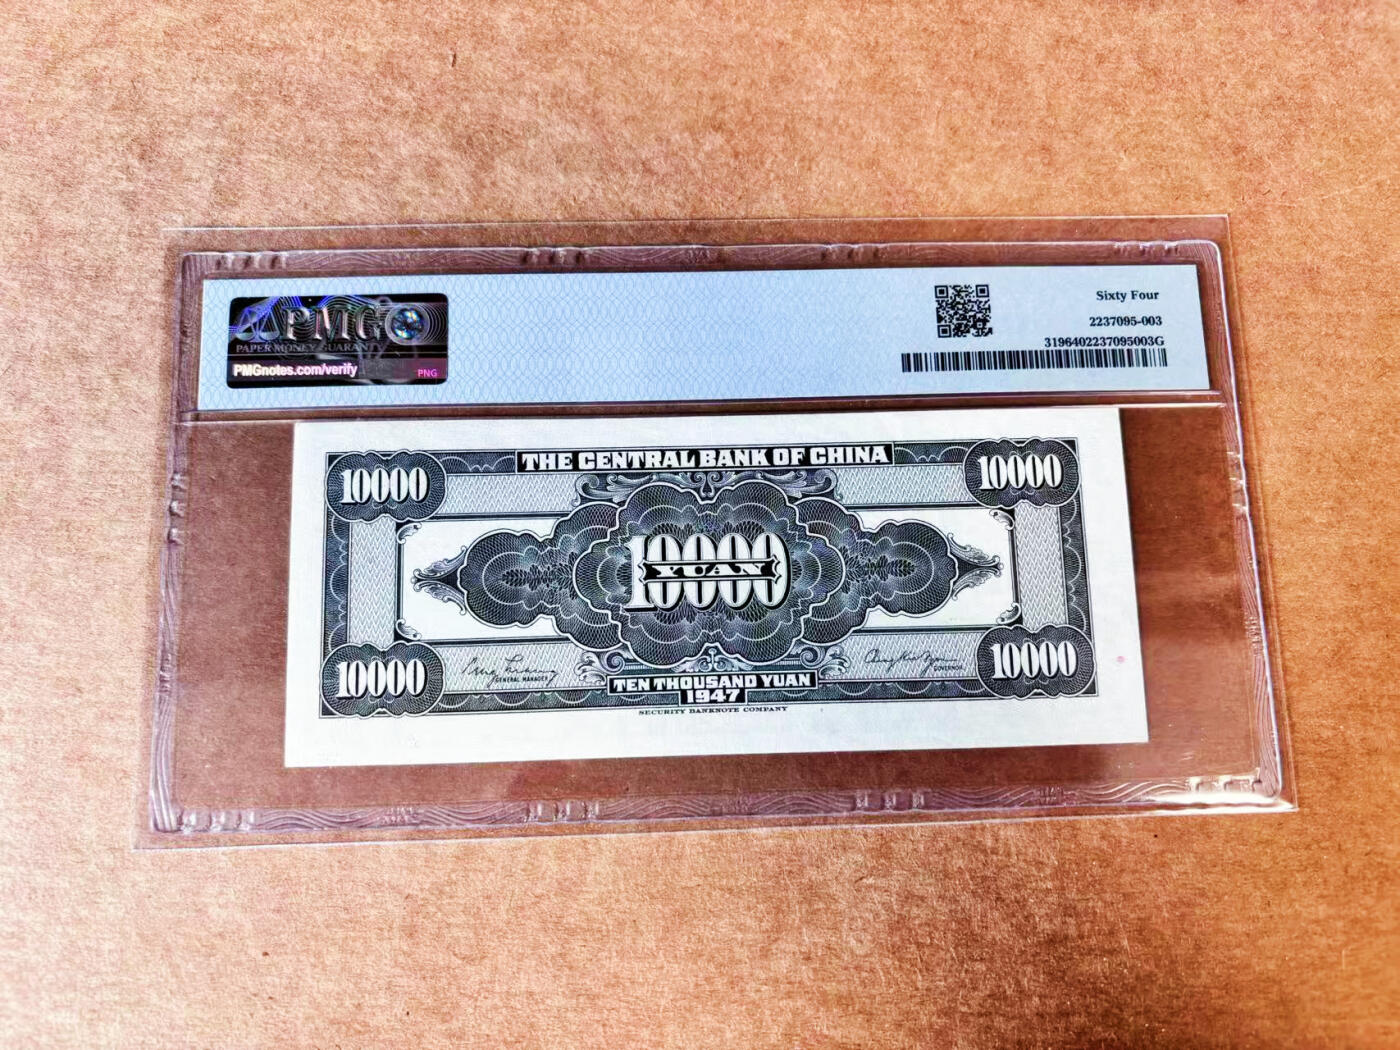 PMG
PAPER MONEY GUARANTY
PMGnotes.com/verify
PNG
Sixty Four
2237095-003
3196402237095003G
THE CENTRAL BANK OF CHINA
10000
10000
10000
YUAN
10000
10000
GENERAL MANAGER
GOVERNOR
TEN THOUSAND YUAN
1947
SECURITY BANKNOTE COMPANY